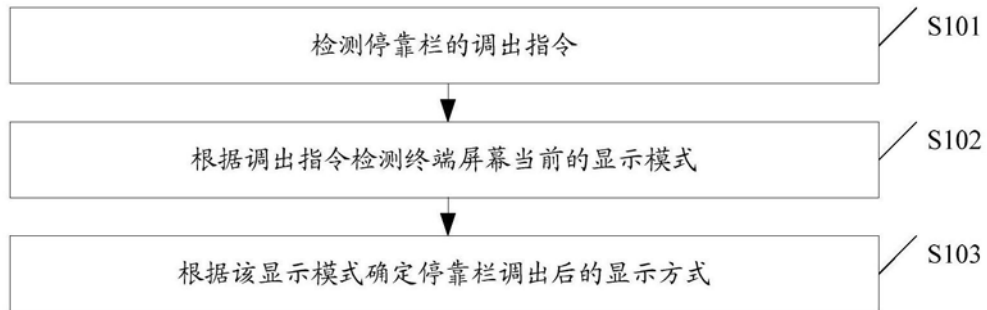 检测停靠栏的调出指令
S101
根据调出指令检测终端屏幕当前的显示模式
S102
根据该显示模式确定停靠栏调出后的显示方式
S103